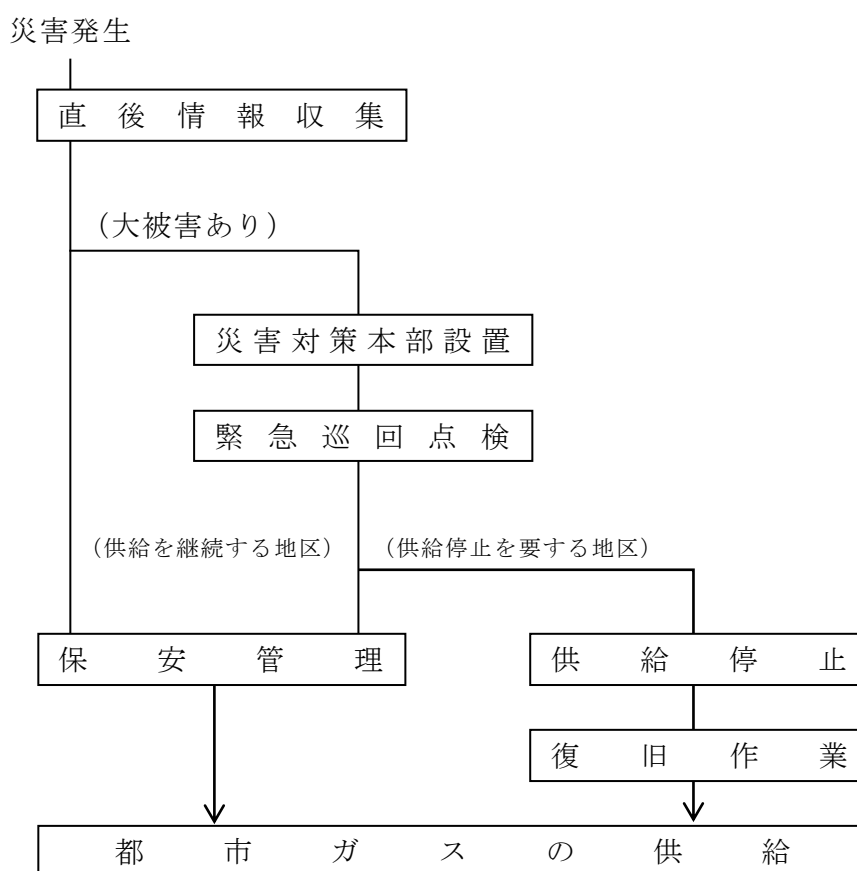 災害発生
直後情報収集
（大被害あり）
災害対策本部設置
緊急巡回点検
（供給を継続する地区） （供給停止を要する地区）
保安管理 供給停止
復旧作業
都市ガスの供給